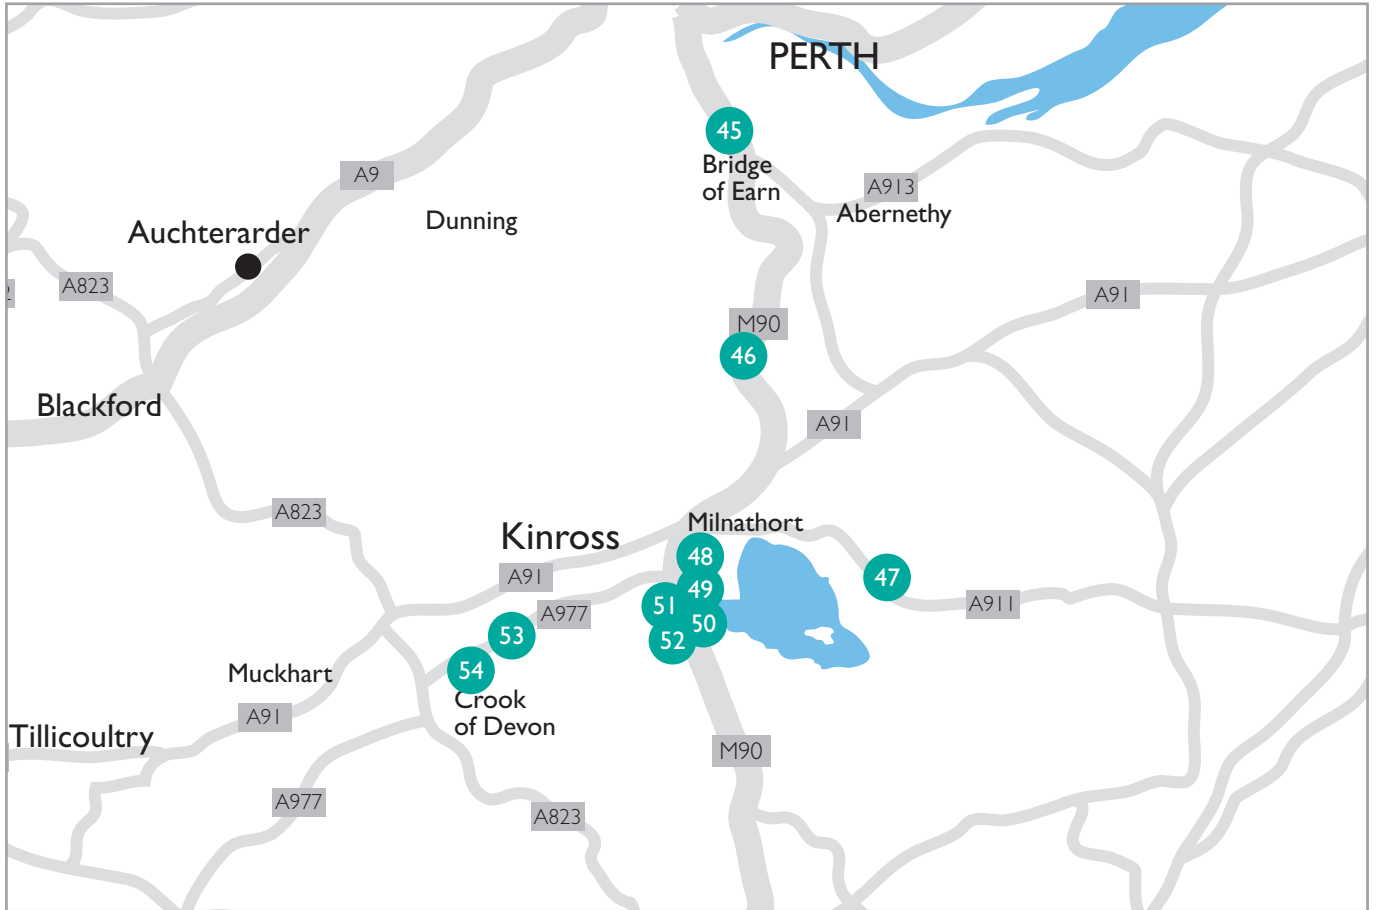 PERTH
45
Bridge
of Earn
A9
A913
Abernethy
Dunning
Auchterarder
A823
A91
M90
46
Blackford
A91
A823
Milnathort
Kinross
48
A91
47
49
A911
51
A977
50
53
52
54
Muckhart
Crook
of Devon
A91
Tillicoultry
M90
A977
A823